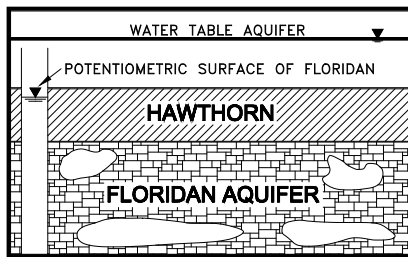 WATER TABLE AQUIFER
POTENTIOMETRIC SURFACE OF FLORIDAN
HAWTHORN
FLORIDAN AQUIFER